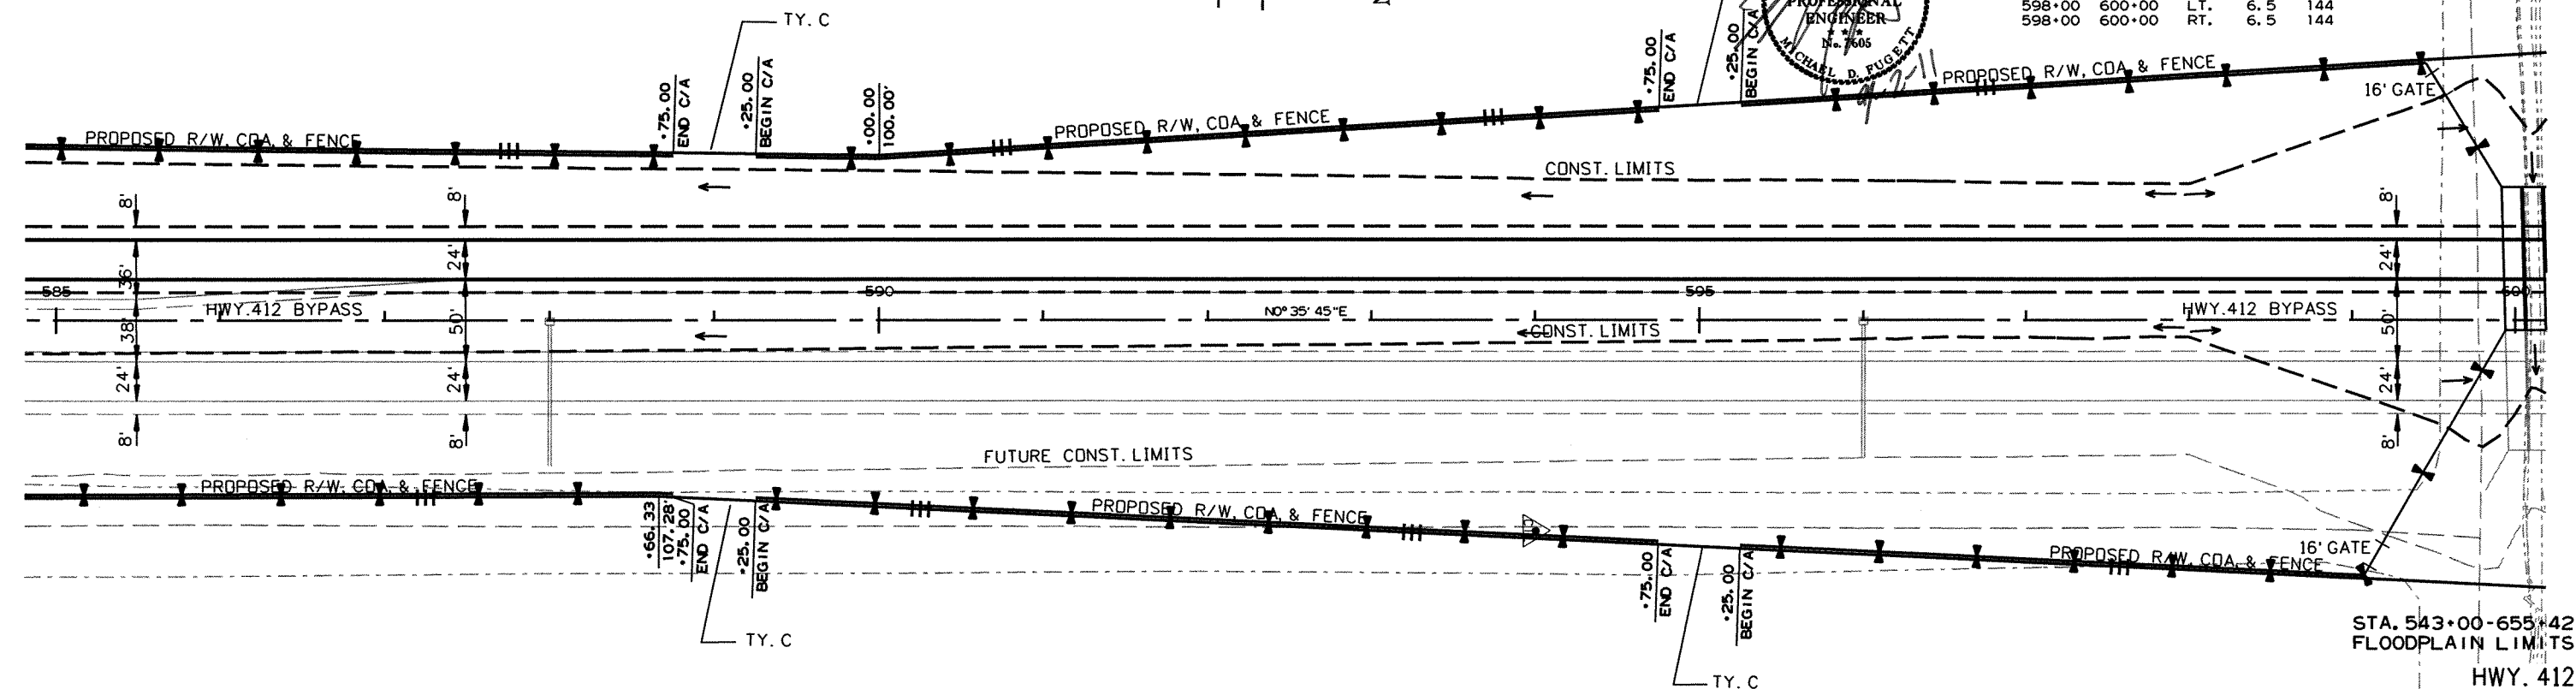 TY. C
PROFESSIONAL
ENGINEER
No. 7605
MICHAEL D. FUGETT
9-2-11
598+00 600+00 LT. 6.5 144
598+00 600+00 RT. 6.5 144
+75.00
END C/A
+25.00
BEGIN C/A
+00.00
100.00'
+75.00
END C/A
+25.00
BEGIN C/A
PROPOSED R/W, COA, & FENCE
PROPOSED R/W, COA, & FENCE
PROPOSED R/W, COA, & FENCE
16' GATE
CONST. LIMITS
8'
8'
8'
36'
24'
24'
585
590
595
600
HWY.412 BYPASS
N0° 35' 45"E
HWY.412 BYPASS
38'
50'
50'
CONST. LIMITS
24'
24'
24'
8'
8'
8'
FUTURE CONST. LIMITS
PROPOSED R/W, COA, & FENCE
PROPOSED R/W, COA, & FENCE
PROPOSED R/W, COA, & FENCE
16' GATE
+66.33
107.28'
+75.00
END C/A
+25.00
BEGIN C/A
+75.00
END C/A
+25.00
BEGIN C/A
TY. C
TY. C
STA. 543+00-655+42
FLOODPLAIN LIMITS
HWY. 412